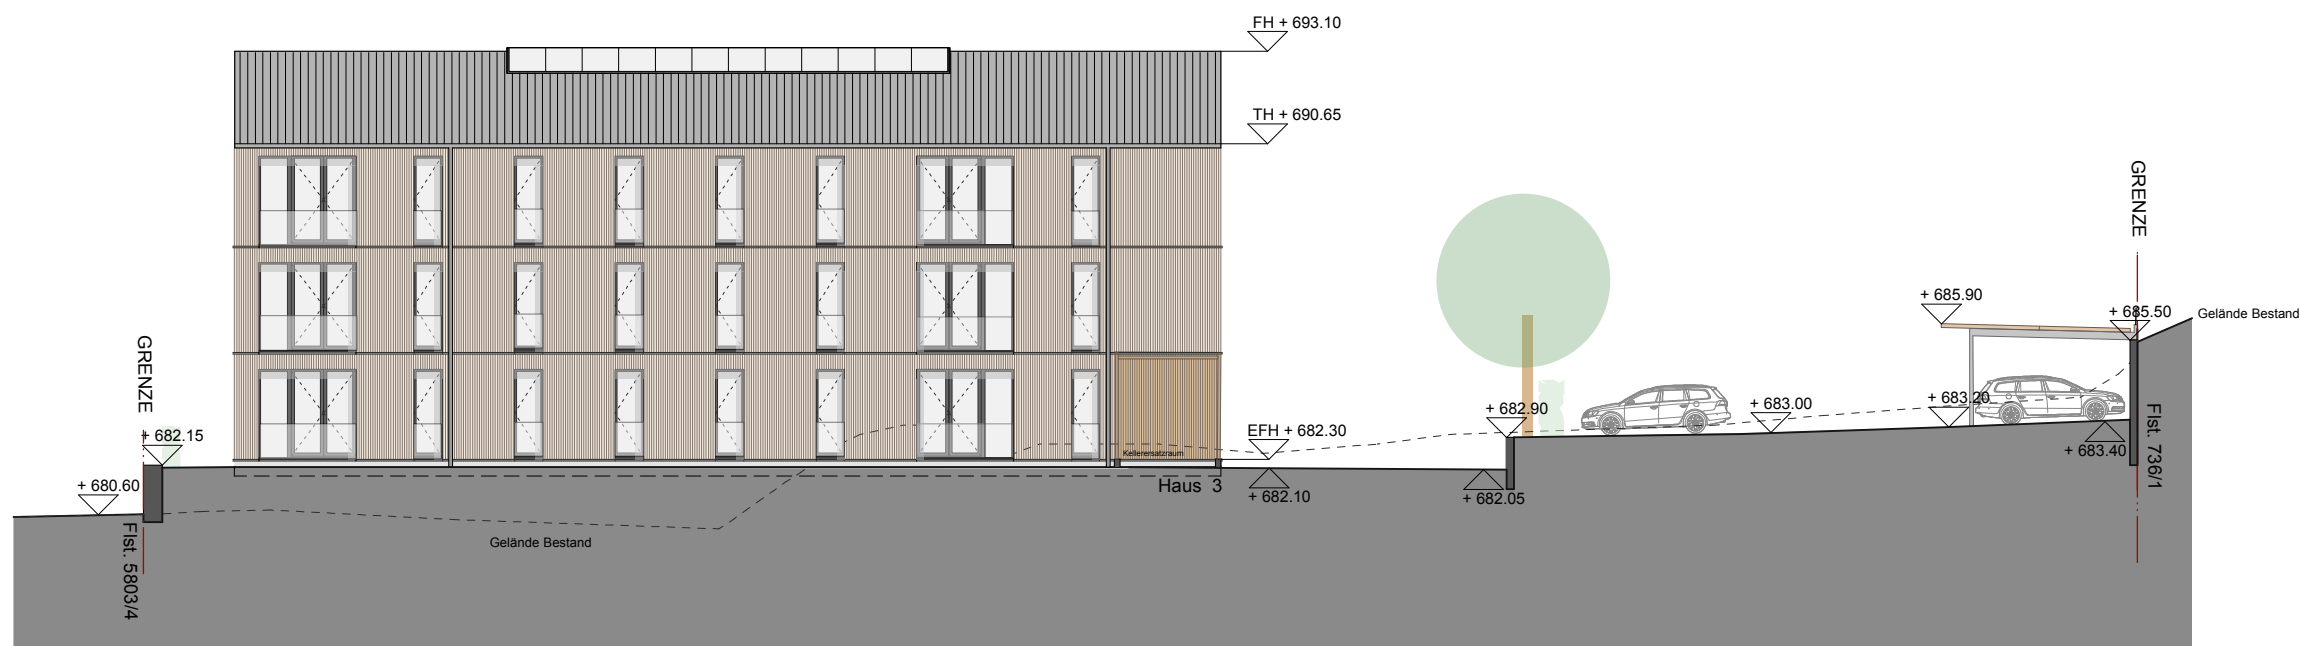 FH + 693.10
TH + 690.65
GRENZE
+ 685.90
+ 685.50
Gelände Bestand
GRENZE
+ 683.20
+ 682.90
+ 683.00
Flst. 736/1
+ 682.15
EFH + 682.30
Kellerersatzraum
+ 683.40
+ 680.60
Haus 3
+ 682.10
+ 682.05
Flst. 5803/4
Gelände Bestand